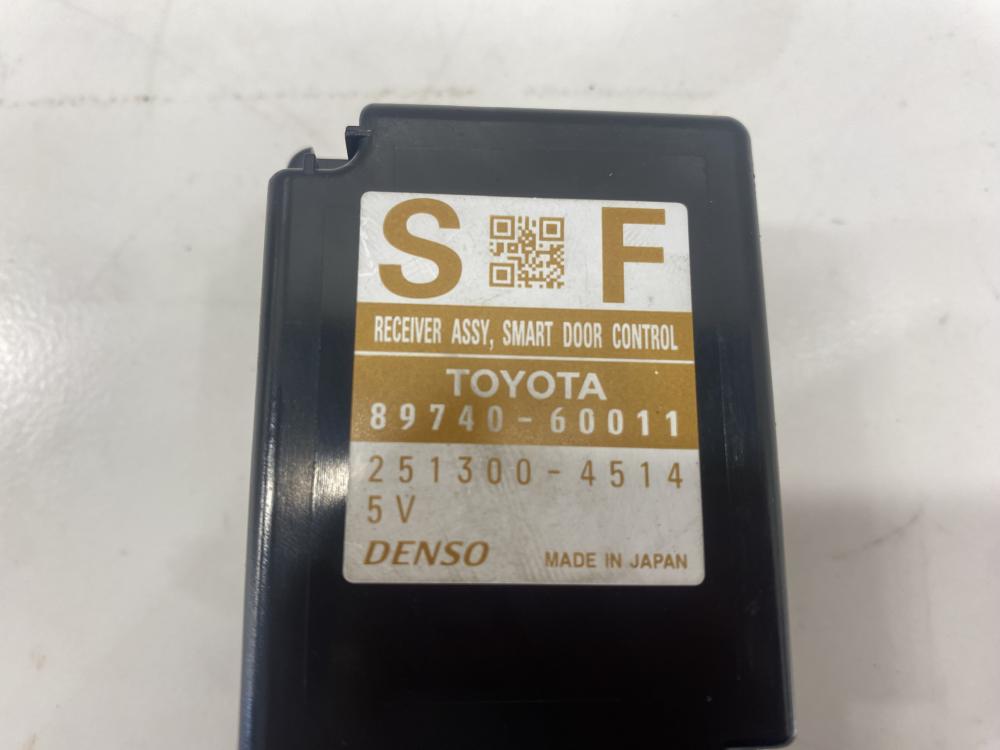 S F
RECEIVER ASSY, SMART DOOR CONTROL
TOYOTA
89740-60011
251300-4514
5V
DENSO MADE IN JAPAN